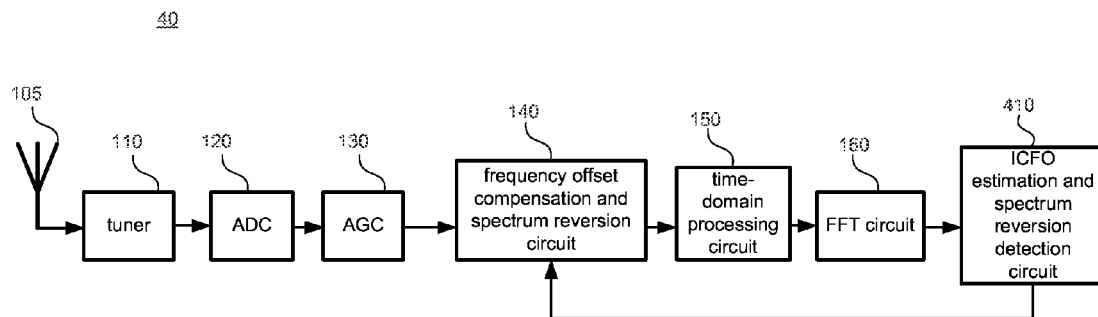 40
105
110
120
130
140
150
160
410
tuner
ADC
AGC
frequency offset
compensation and
spectrum reversion
circuit
time-
domain
processing
circuit
FFT circuit
ICFO
estimation and
spectrum
reversion
detection
circuit